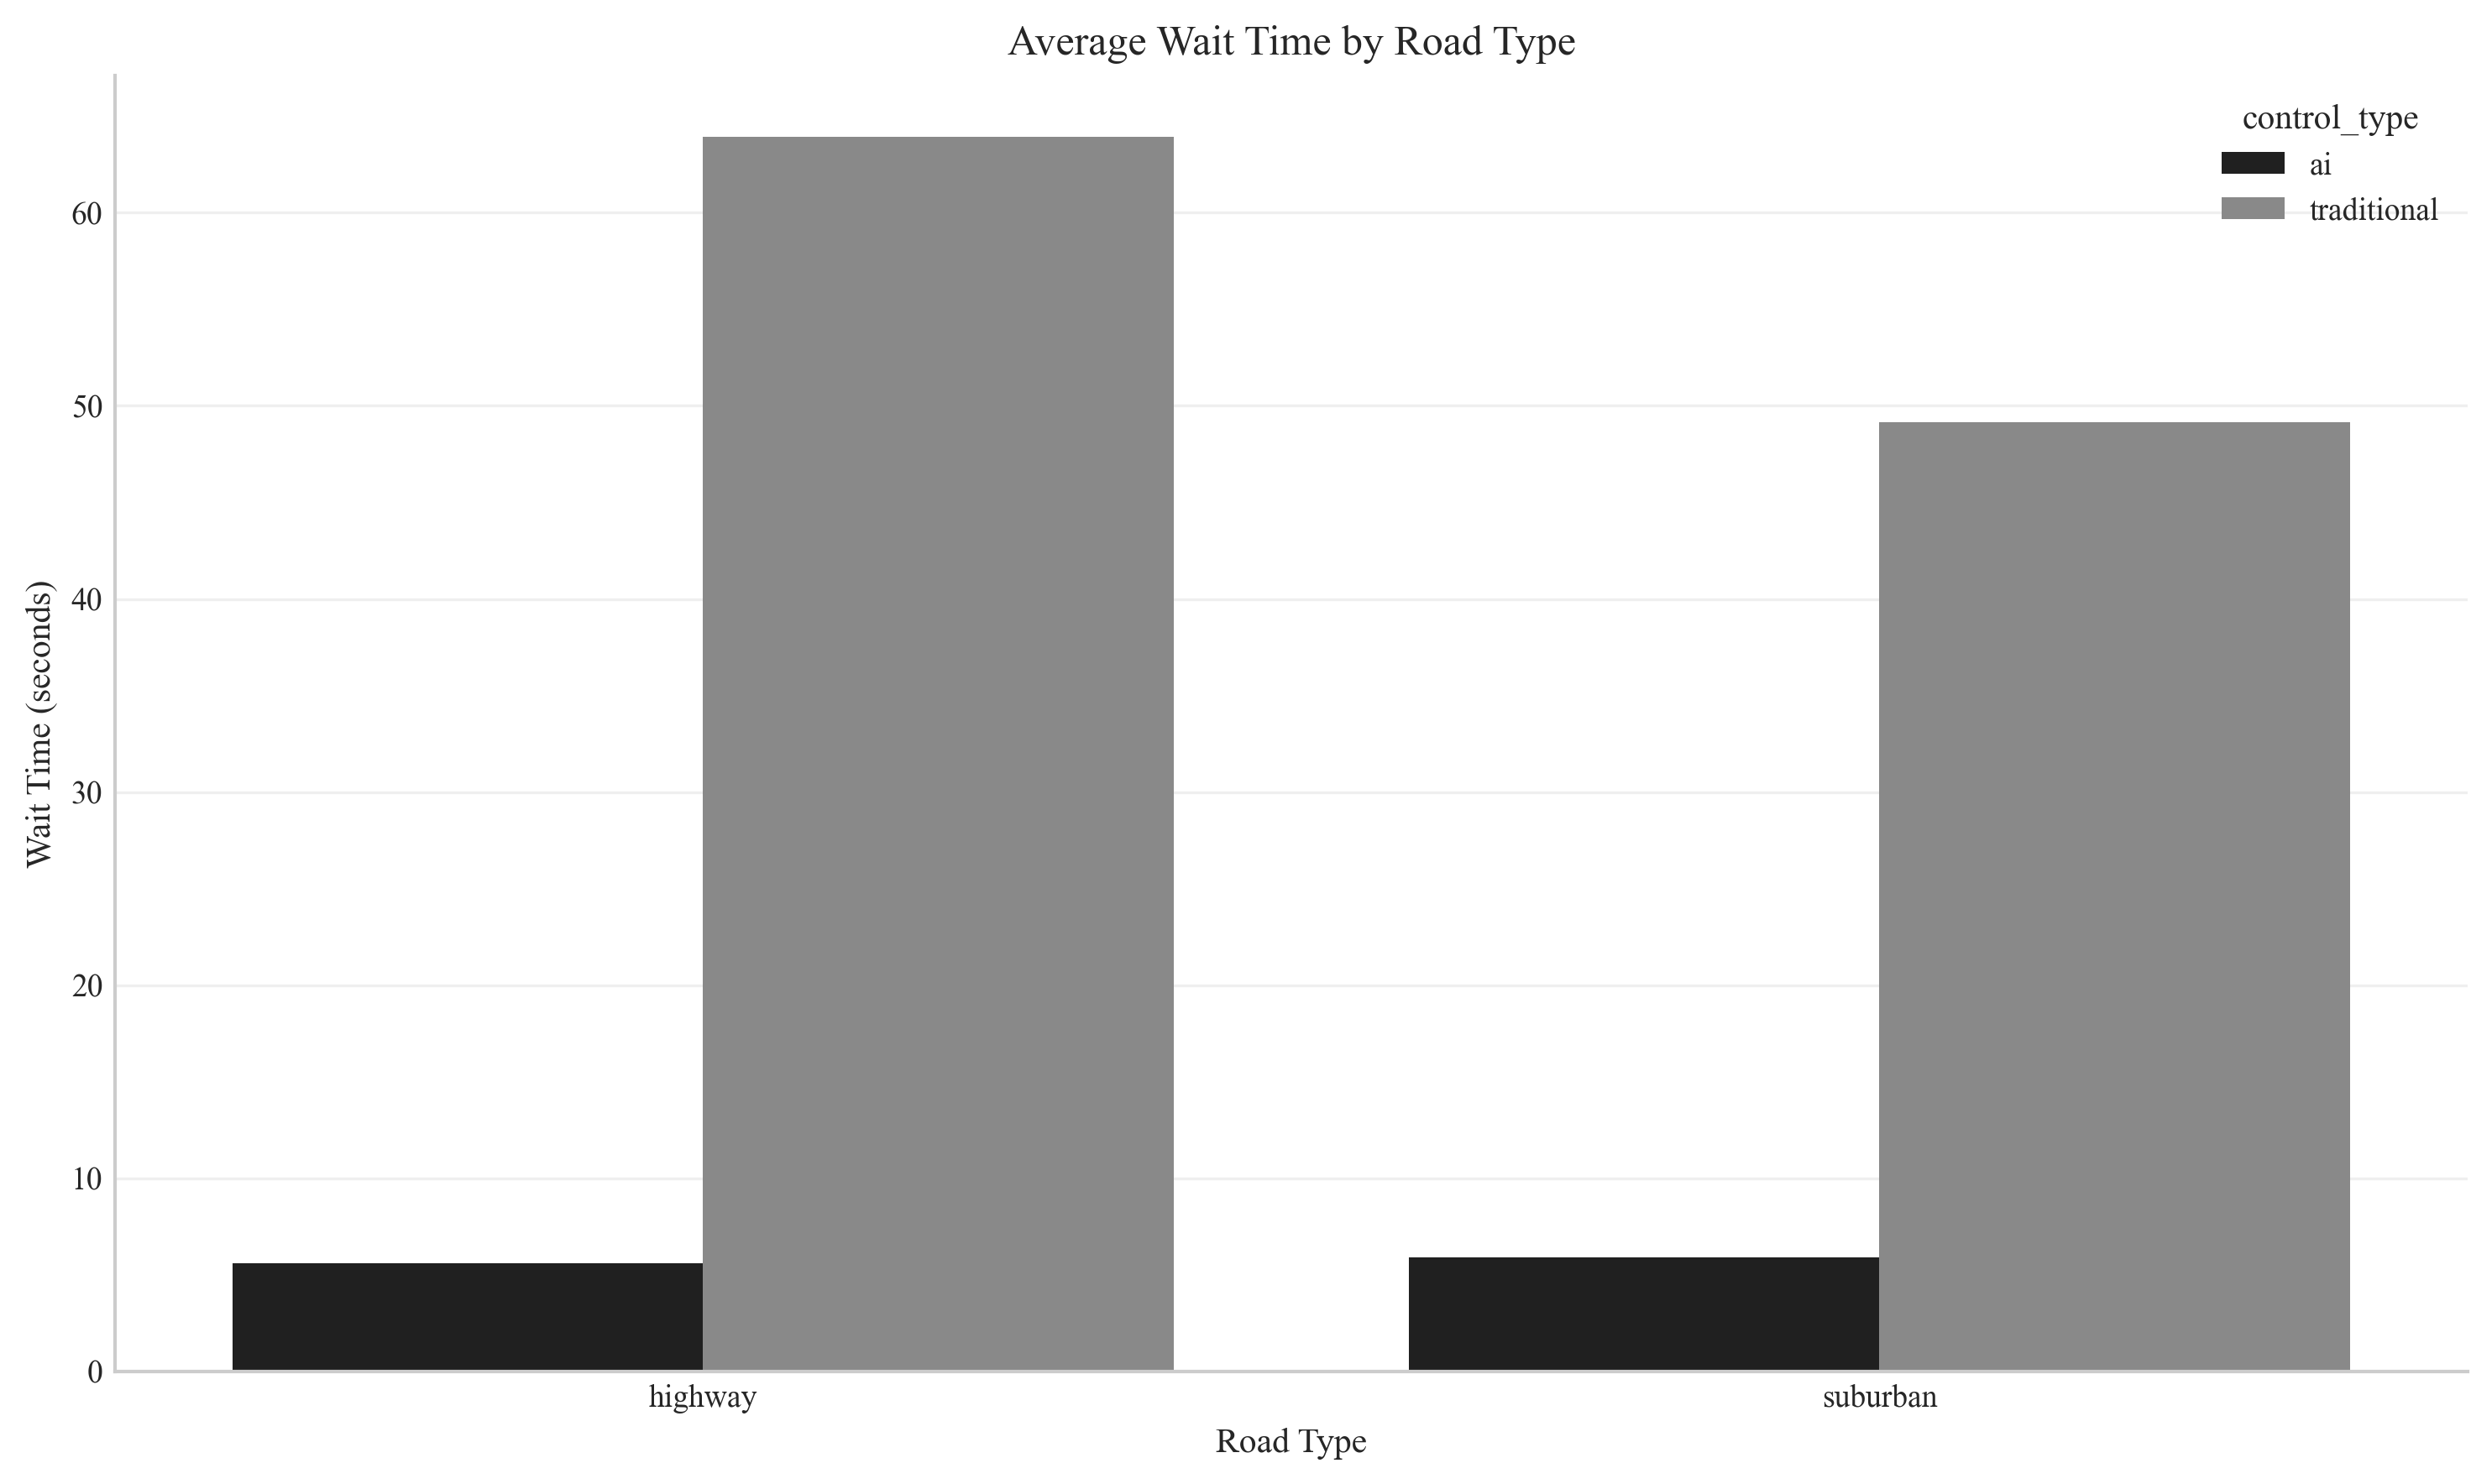 Average Wait Time by Road Type
control_type
ai
traditional
Wait Time (seconds)
60
50
40
30
20
10
0
highway
suburban
Road Type